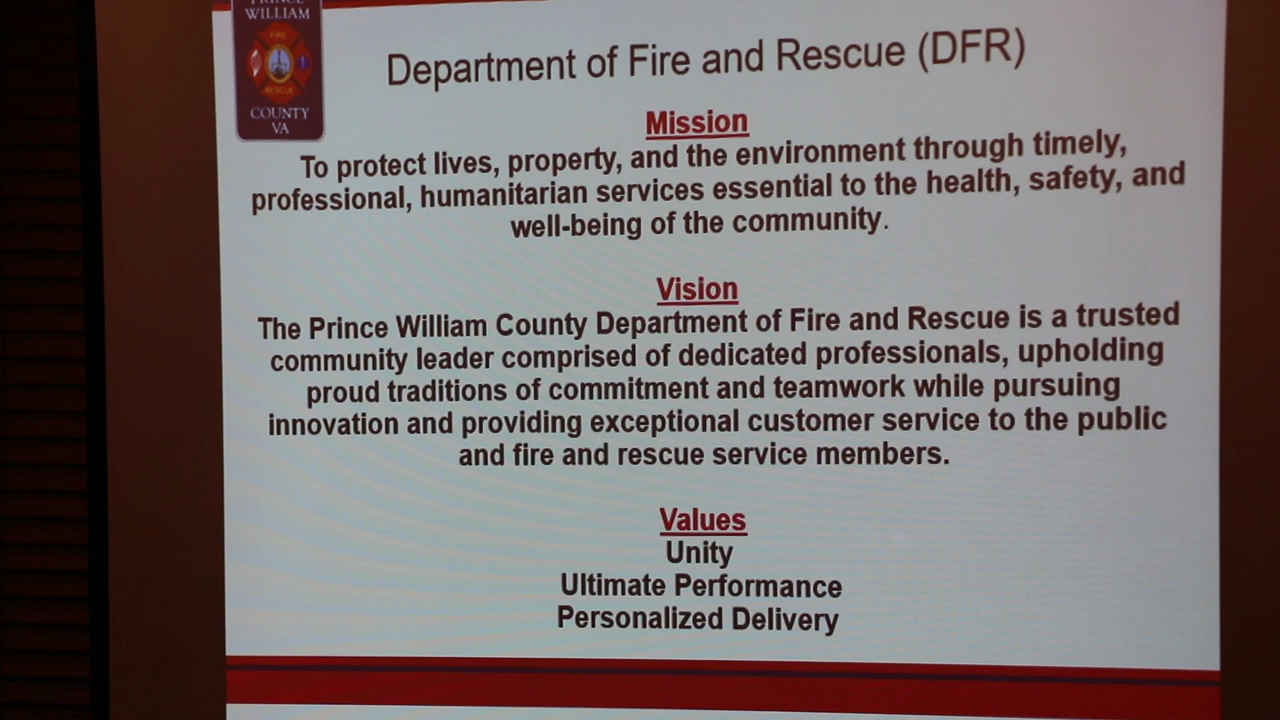 PRINCE
WILLIAM
FIRE
RESCUE
COUNTY
VA
Department of Fire and Rescue (DFR)
Mission
To protect lives, property, and the environment through timely,
professional, humanitarian services essential to the health, safety, and
well-being of the community.
Vision
The Prince William County Department of Fire and Rescue is a trusted
community leader comprised of dedicated professionals, upholding
proud traditions of commitment and teamwork while pursuing
innovation and providing exceptional customer service to the public
and fire and rescue service members.
Values
Unity
Ultimate Performance
Personalized Delivery